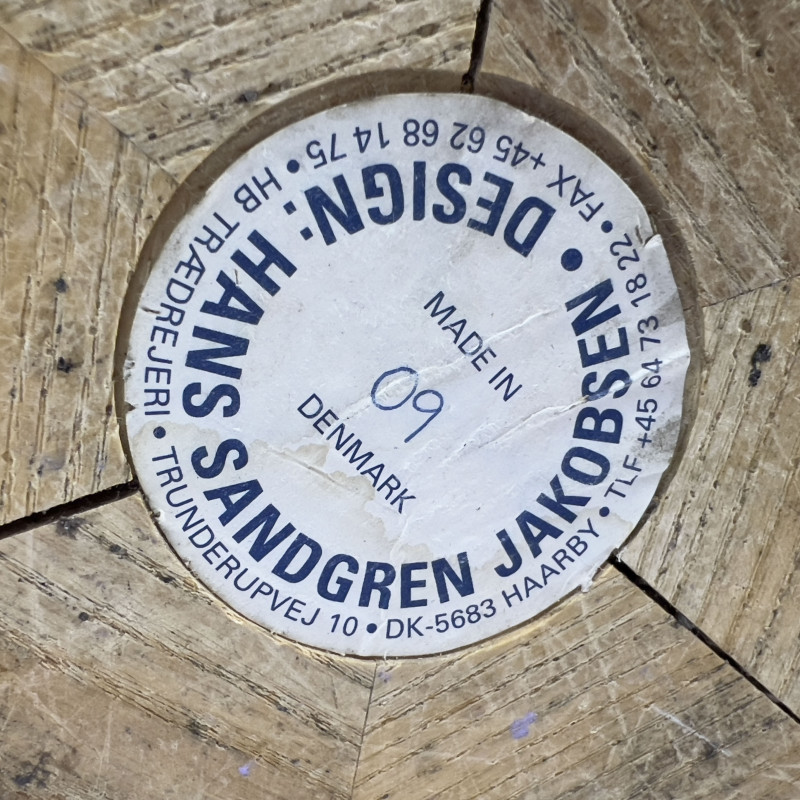 HB TRÆDREJERI • TRUNDERUPVEJ 10 • DK-5683 HAARBY • TLF +45 64 73 18 22 • FAX +45 62 68 14 75 •
DESIGN: HANS SANDGREN JAKOBSEN •
MADE IN
09
DENMARK